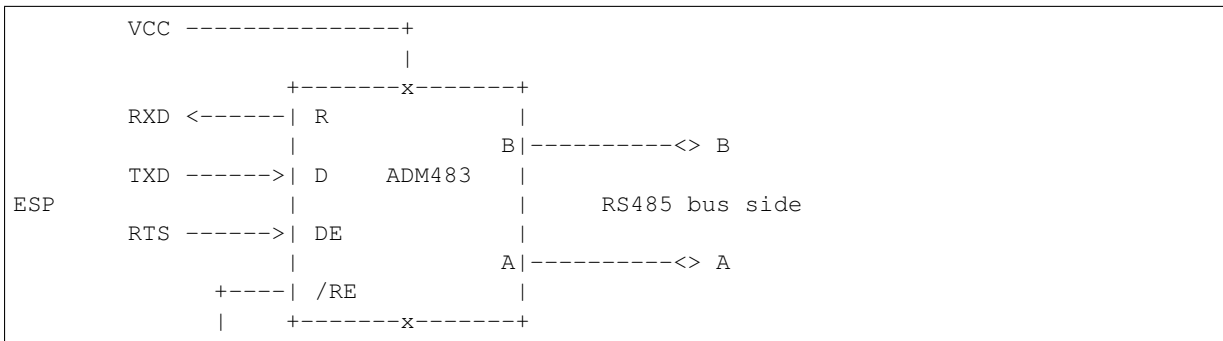 VCC ---------------+
|
+-------x-------+
RXD <------| R |
| B|----------<> B
TXD ------>| D ADM483 |
ESP | | RS485 bus side
RTS ------>| DE |
| A|----------<> A
+----| /RE |
| +-------x-------+